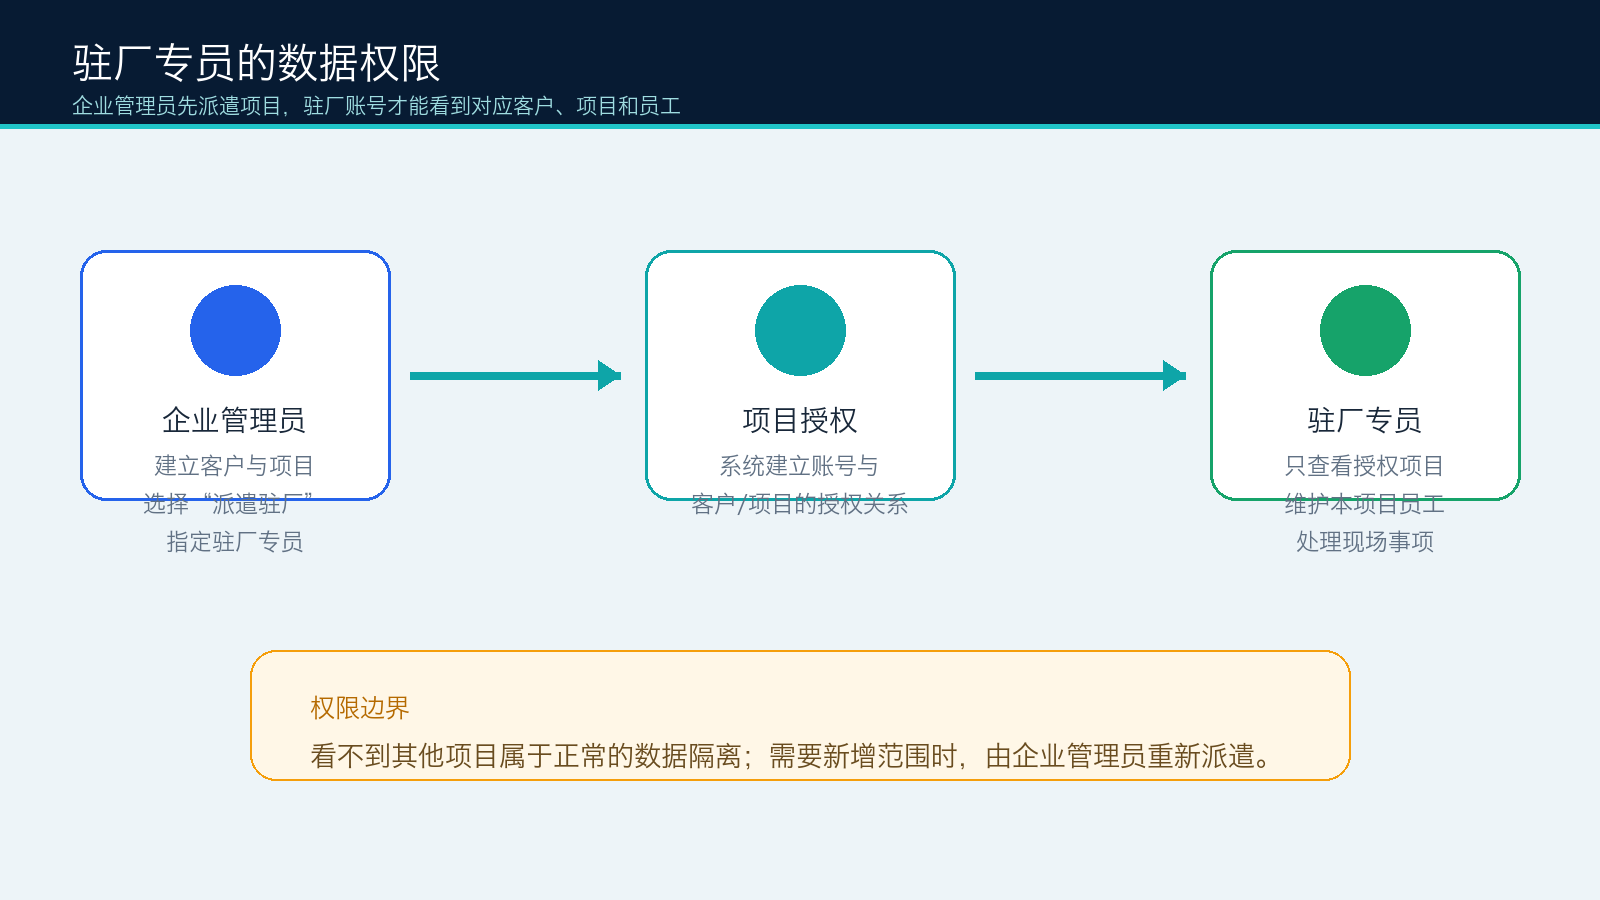 驻厂专员的数据权限
企业管理员先派遣项目，驻厂账号才能看到对应客户、项目和员工
企业管理员
建立客户与项目
选择“派遣驻厂”
指定驻厂专员
项目授权
系统建立账号与
客户/项目的授权关系
驻厂专员
只查看授权项目
维护本项目员工
处理现场事项
权限边界
看不到其他项目属于正常的数据隔离；需要新增范围时，由企业管理员重新派遣。